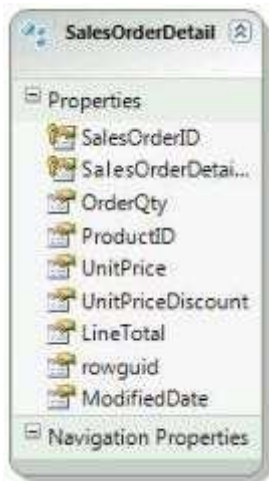 SalesOrderDetail
Properties
SalesOrderID
SalesOrderDetai...
OrderQty
ProductID
UnitPrice
UnitPriceDiscount
LineTotal
rowguid
ModifiedDate
Navigation Properties